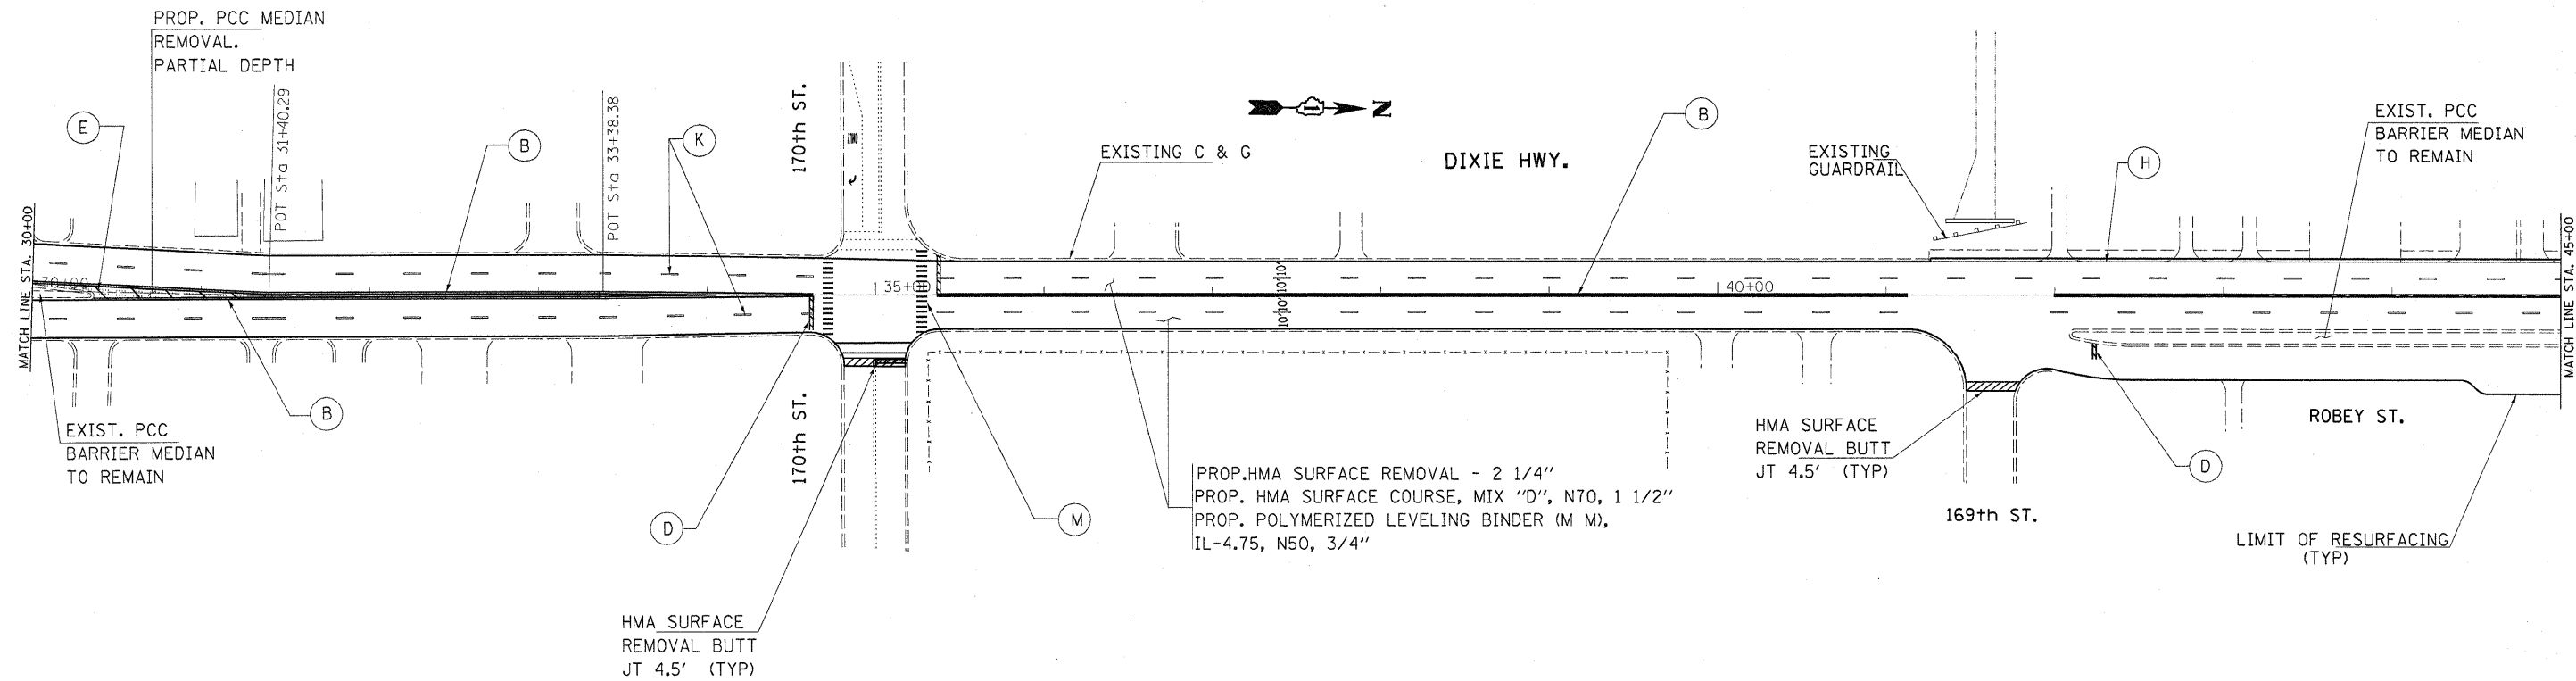 PROP. PCC MEDIAN
REMOVAL.
PARTIAL DEPTH
E
MATCH LINE STA. 30+00
30+00
POT Sta 31+40.29
B
POT Sta 33+38.38
K
170th ST.
N
EXISTING C & G
DIXIE HWY.
B
EXISTING
GUARDRAIL
H
EXIST. PCC
BARRIER MEDIAN
TO REMAIN
MATCH LINE STA. 45+00
35+00
10'10'10'10'
40+00
EXIST. PCC
BARRIER MEDIAN
TO REMAIN
B
D
170th ST.
M
PROP.HMA SURFACE REMOVAL - 2 1/4"
PROP. HMA SURFACE COURSE, MIX "D", N70, 1 1/2"
PROP. POLYMERIZED LEVELING BINDER (M M),
IL-4.75, N50, 3/4"
HMA SURFACE
REMOVAL BUTT
JT 4.5' (TYP)
169th ST.
D
ROBEY ST.
LIMIT OF RESURFACING
(TYP)
HMA SURFACE
REMOVAL BUTT
JT 4.5' (TYP)